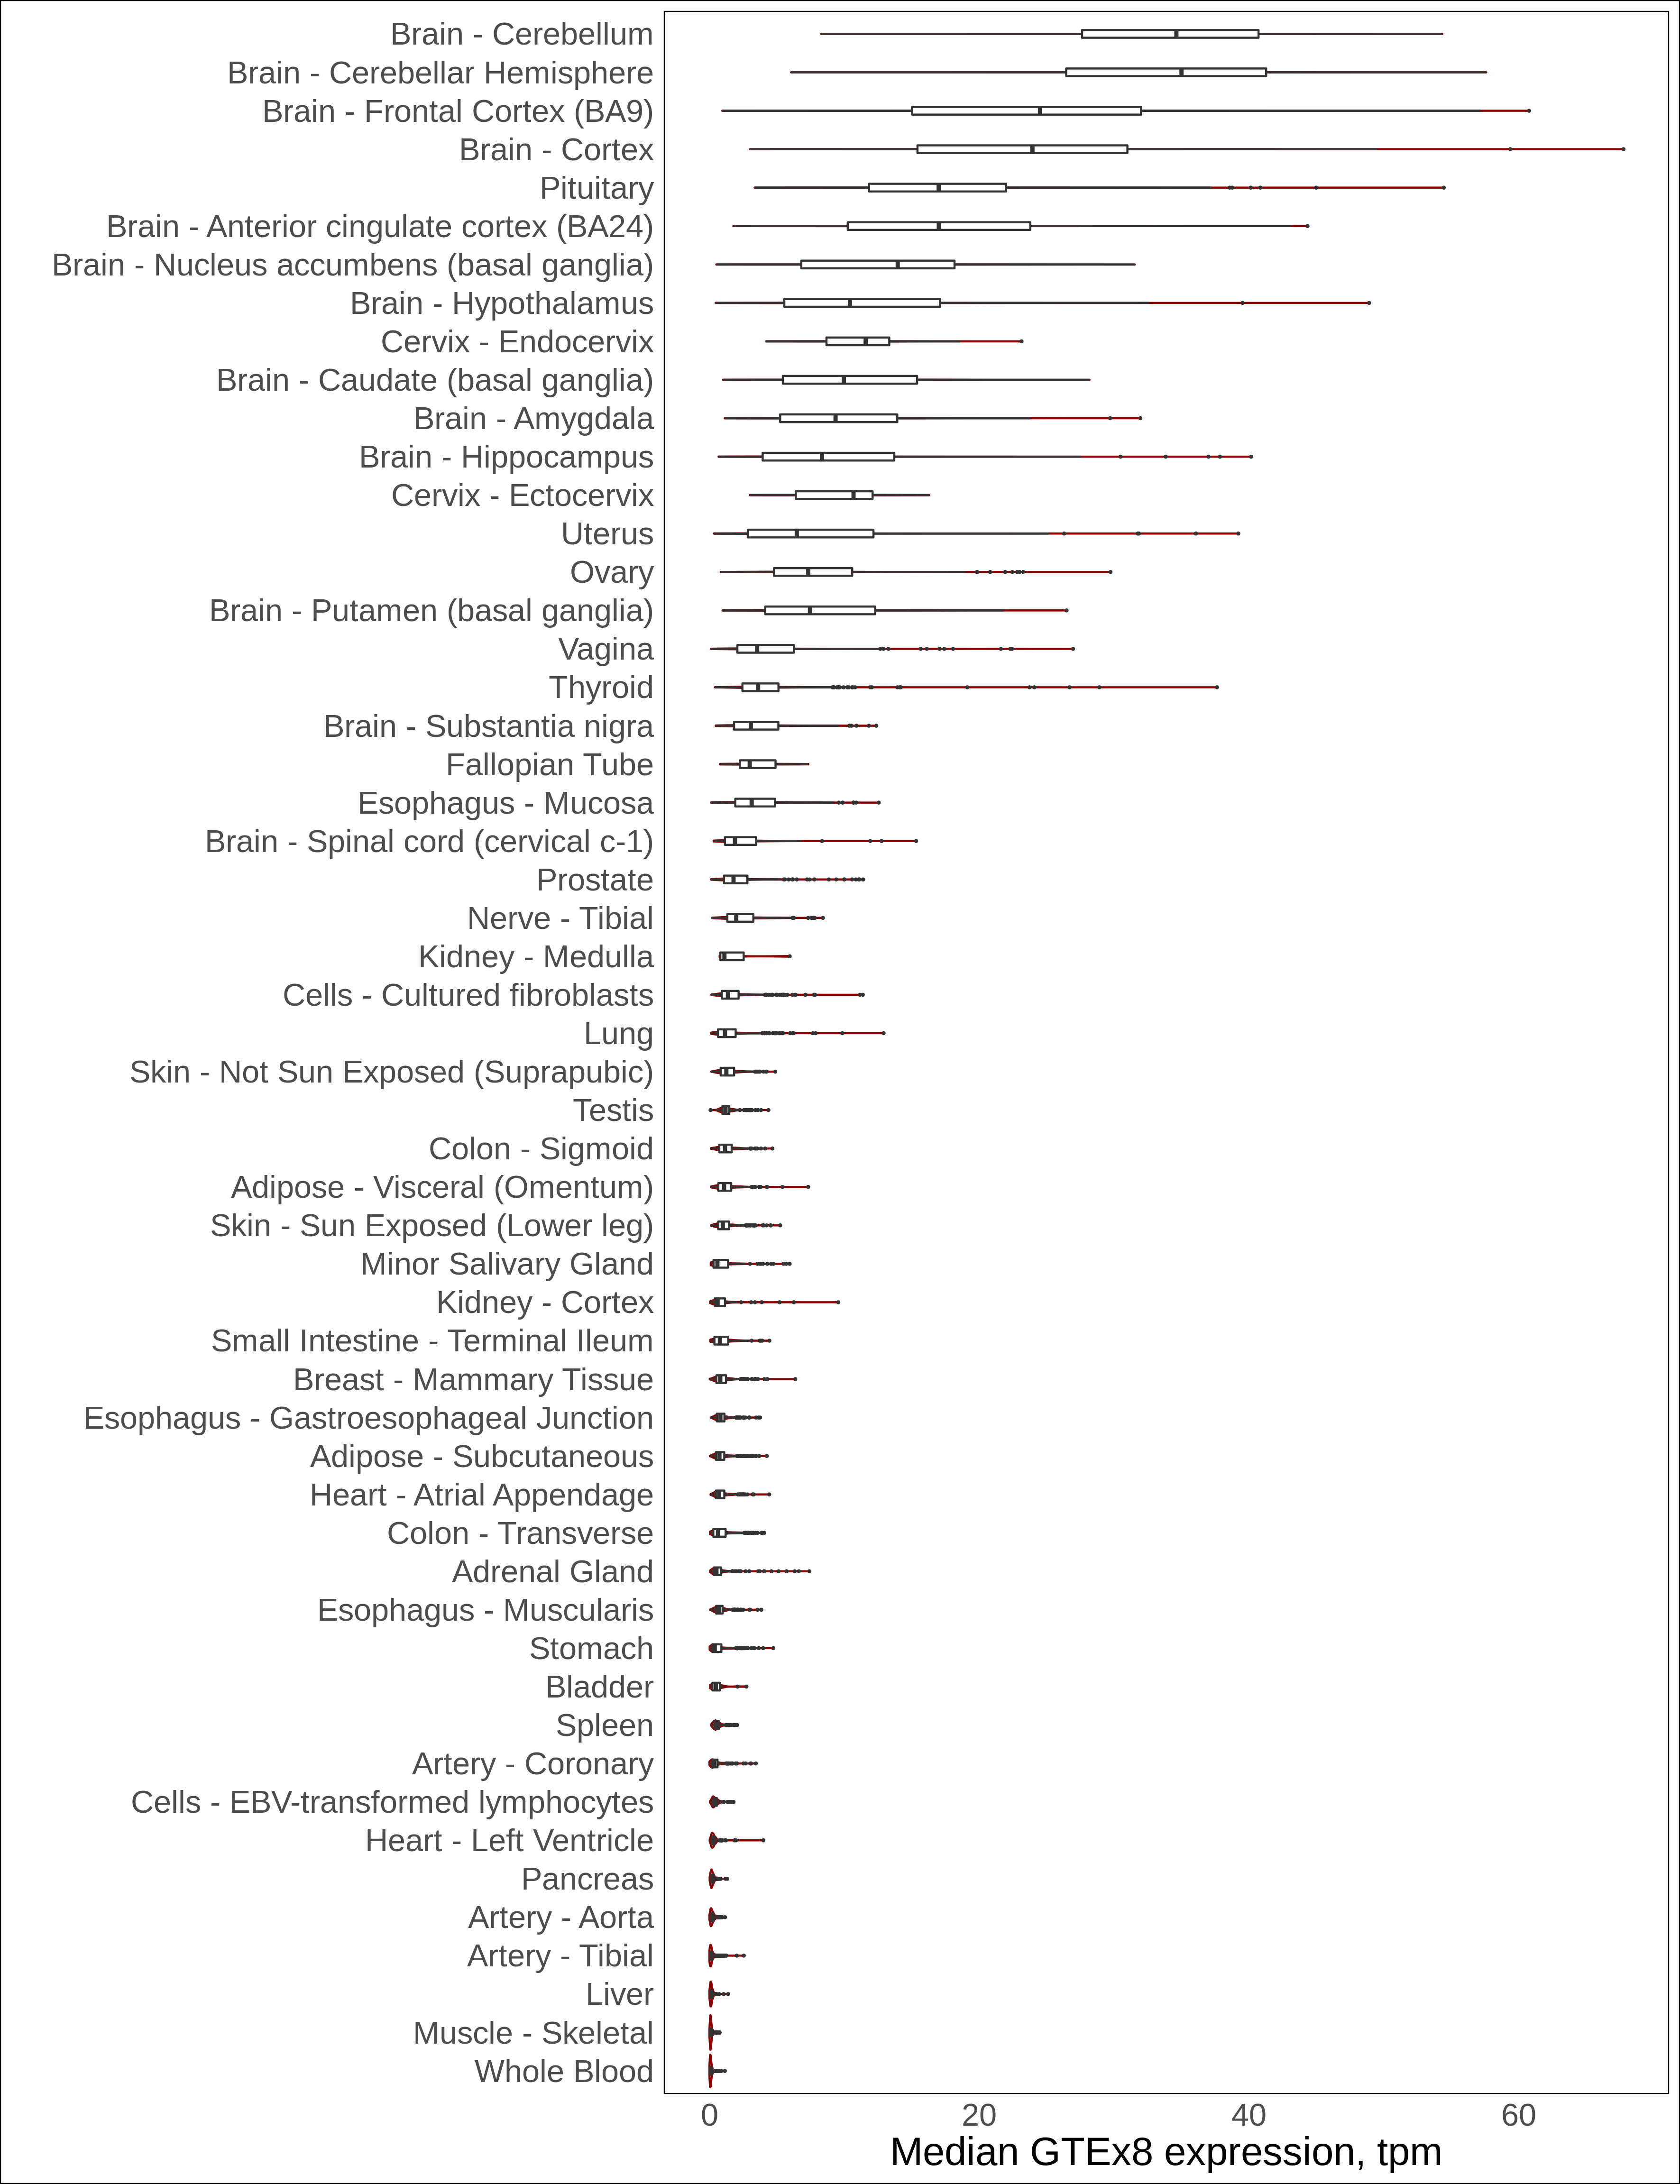 Brain - Cerebellum
Brain - Cerebellar Hemisphere
Brain - Frontal Cortex (BA9)
Brain - Cortex
Pituitary
Brain - Anterior cingulate cortex (BA24)
Brain - Nucleus accumbens (basal ganglia)
Brain - Hypothalamus
Cervix - Endocervix
Brain - Caudate (basal ganglia)
Brain - Amygdala
Brain - Hippocampus
Cervix - Ectocervix
Uterus
Ovary
Brain - Putamen (basal ganglia)
Vagina
Thyroid
Brain - Substantia nigra
Fallopian Tube
Esophagus - Mucosa
Brain - Spinal cord (cervical c-1)
Prostate
Nerve - Tibial
Kidney - Medulla
Cells - Cultured fibroblasts
Lung
Skin - Not Sun Exposed (Suprapubic)
Testis
Colon - Sigmoid
Adipose - Visceral (Omentum)
Skin - Sun Exposed (Lower leg)
Minor Salivary Gland
Kidney - Cortex
Small Intestine - Terminal Ileum
Breast - Mammary Tissue
Esophagus - Gastroesophageal Junction
Adipose - Subcutaneous
Heart - Atrial Appendage
Colon - Transverse
Adrenal Gland
Esophagus - Muscularis
Stomach
Bladder
Spleen
Artery - Coronary
Cells - EBV-transformed lymphocytes
Heart - Left Ventricle
Pancreas
Artery - Aorta
Artery - Tibial
Liver
Muscle - Skeletal
Whole Blood
0 20 40 60
Median GTEx8 expression, tpm